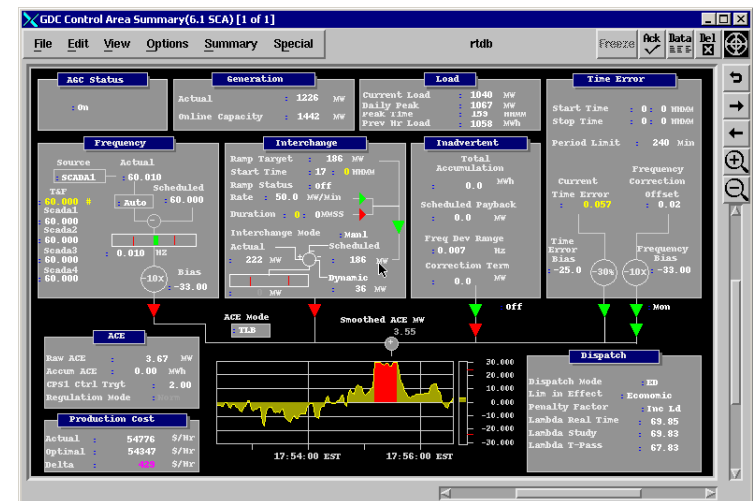 GDC Control Area Summary(6.1 SCA) [1 of 1]
File Edit View Options Summary Special rtdb Freeze Ack Data Del
AGC Status
: On
Generation
Actual : 1226 MW
Online Capacity : 1442 MW
Load
Current Load : 1040 MW
Daily Peak : 1067 MW
Peak Time : 159 HHMM
Prev Hr Load : 1058 MWh
Time Error
Start Time : 0: 0 HHMM
Stop Time : 0: 0 HHMM
Period Limit : 240 Min
Current
Time Error
: 0.057
Frequency
Correction
Offset
: 0.02
Time
Error
Bias
: -25.0
-30%
-10x
Frequency
Bias
: -33.00
Frequency
Source Actual
: SCADA1 : 60.010
T&F
60.000 #
Scada1
60.000
Scada2
60.000
Scada3
60.000
Scada4
60.000
Scheduled
: Auto : 60.000
: 0.010 HZ
-10x
Bias
: -33.00
Interchange
Ramp Target : 186 MW
Start Time : 17 : 0 HHMM
Ramp Status : Off
Rate : 50.0 MW/Min
Duration : 0: 0MMSS
Interchange Mode : Manl
Actual Scheduled
: 222 MW : 186 MW
Dynamic
: 36 MW
: 0 MW
Inadvertent
Total
Accumulation
: 0.0 MWh
Scheduled Payback
: 0.0 MW
Freq Dev Range
: 0.007 Hz
Correction Term
: 0.0 MW
: Off
: Mon
ACE Mode
: TLB
Smoothed ACE MW
3.55
ACE
Raw ACE : 3.67 MW
Accum ACE : 0.00 MWh
CPS1 Ctrl Trgt : 2.00
Regulation Mode : Norm
Production Cost
Actual : 54776 $/Hr
Optimal : 54347 $/Hr
Delta : 429 $/Hr
30.000
20.000
10.000
0.000
-10.000
-20.000
-30.000
17:54:00 EST 17:56:00 EST
Dispatch
Dispatch Mode : ED
Lim in Effect : Economic
Penalty Factor : Inc Ld
Lambda Real Time : 69.85
Lambda Study : 69.83
Lambda T-Pass : 67.83